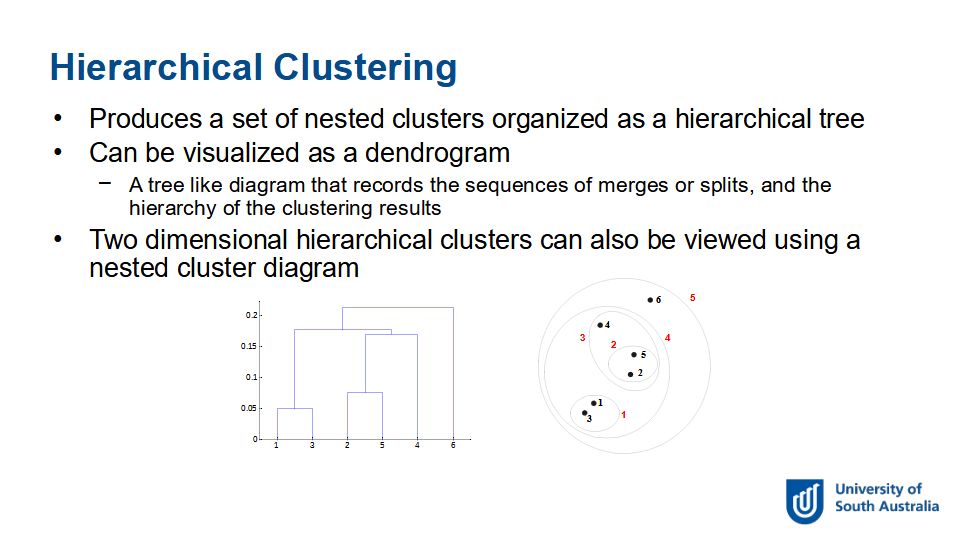 Hierarchical Clustering
• Produces a set of nested clusters organized as a hierarchical tree
• Can be visualized as a dendrogram
– A tree like diagram that records the sequences of merges or splits, and the
hierarchy of the clustering results
• Two dimensional hierarchical clusters can also be viewed using a
nested cluster diagram
0.2
0.15
0.1
0.05
0
1 3 2 5 4 6
6 5
4
3 2 4
5
2
1
3 1
University of
South Australia